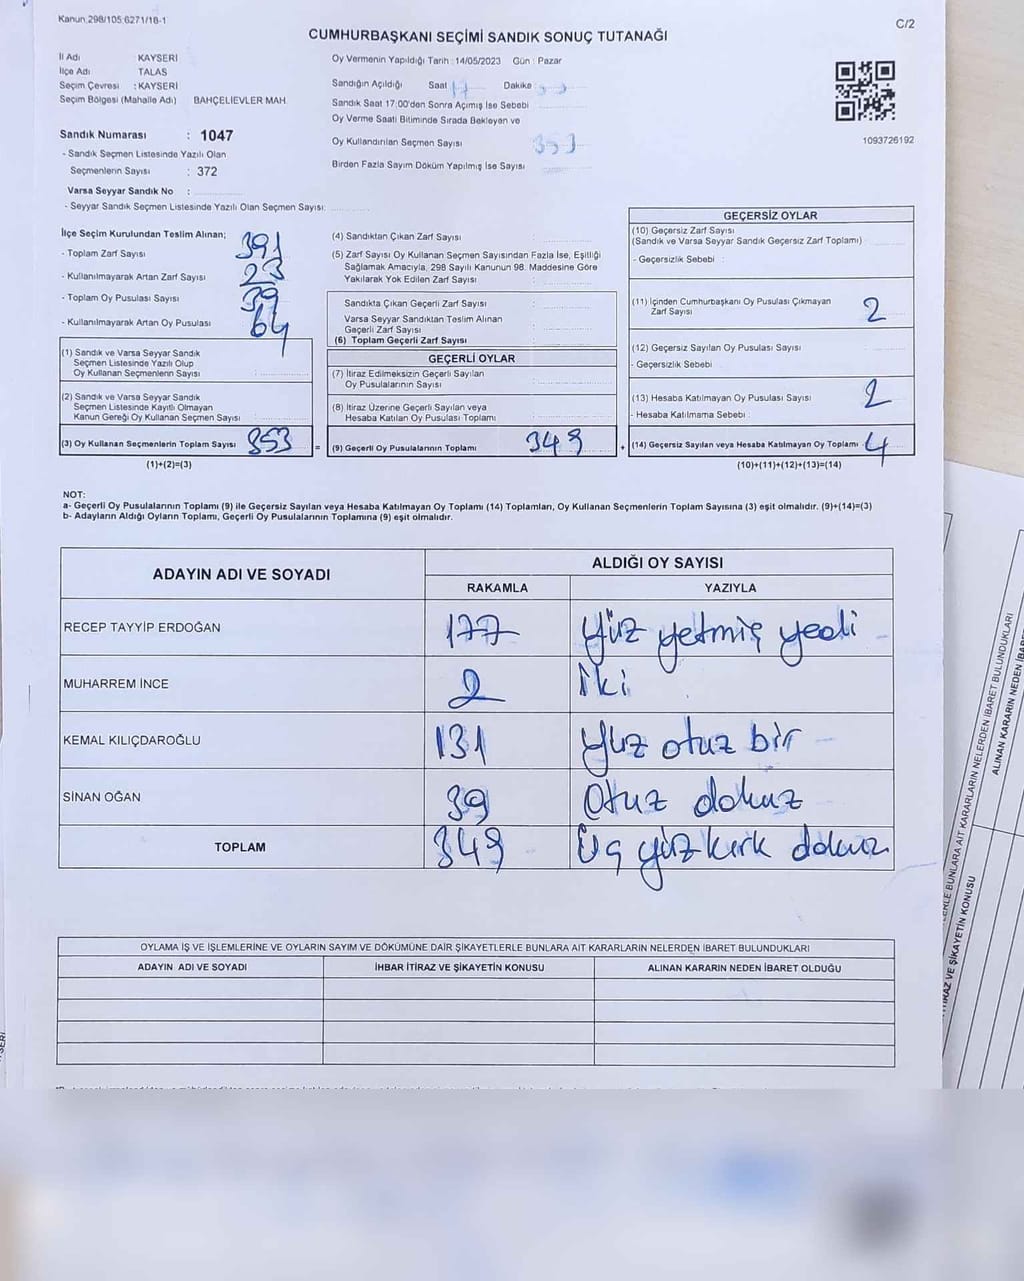 Kanun:298/105;6271/18-1
C/2
CUMHURBAŞKANI SEÇİMİ SANDIK SONUÇ TUTANAĞI
İl Adı KAYSERİ
İlçe Adı TALAS
Seçim Çevresi : KAYSERİ
Seçim Bölgesi (Mahalle Adı) BAHÇELİEVLER MAH.
Sandık Numarası : 1047
- Sandık Seçmen Listesinde Yazılı Olan
Seçmenlerin Sayısı : 372
Varsa Seyyar Sandık No :
- Seyyar Sandık Seçmen Listesinde Yazılı Olan Seçmen Sayısı:
Oy Vermenin Yapıldığı Tarih : 14/05/2023 Gün : Pazar
Sandığın Açıldığı Saat 17 Dakika
Sandık Saat 17:00'den Sonra Açımış İse Sebebi
Oy Verme Saati Bitiminde Sırada Bekleyen ve
Oy Kullandırılan Seçmen Sayısı 353
Birden Fazla Sayım Döküm Yapılmış İse Sayısı
1093726192
İlçe Seçim Kurulundan Teslim Alınan;
- Toplam Zarf Sayısı 391
- Kullanılmayarak Artan Zarf Sayısı 23
- Toplam Oy Pusulası Sayısı
- Kullanılmayarak Artan Oy Pusulası 64
(1) Sandık ve Varsa Seyyar Sandık
Seçmen Listesinde Yazılı Olup
Oy Kullanan Seçmenlerin Sayısı :
(2) Sandık ve Varsa Seyyar Sandık
Seçmen Listesinde Kayıtlı Olmayan
Kanun Gereği Oy Kullanan Seçmen Sayısı :
(3) Oy Kullanan Seçmenlerin Toplam Sayısı 353
(1)+(2)=(3)
(4) Sandıktan Çıkan Zarf Sayısı :
(5) Zarf Sayısı Oy Kullanan Seçmen Sayısından Fazla İse, Eşitliği
Sağlamak Amacıyla, 298 Sayılı Kanunun 98. Maddesine Göre
Yakılarak Yok Edilen Zarf Sayısı :
Sandıkta Çıkan Geçerli Zarf Sayısı :
Varsa Seyyar Sandıktan Teslim Alınan
Geçerli Zarf Sayısı :
(6) Toplam Geçerli Zarf Sayısı :
GEÇERLİ OYLAR
(7) İtiraz Edilmeksizin Geçerli Sayılan
Oy Pusulalarının Sayısı :
(8) İtiraz Üzerine Geçerli Sayılan veya
Hesaba Katılan Oy Pusulası Toplamı :
= (9) Geçerli Oy Pusulalarının Toplamı 349 +
GEÇERSİZ OYLAR
(10) Geçersiz Zarf Sayısı
(Sandık ve Varsa Seyyar Sandık Geçersiz Zarf Toplamı)
- Geçersizlik Sebebi :
(11) İçinden Cumhurbaşkanı Oy Pusulası Çıkmayan
Zarf Sayısı 2
(12) Geçersiz Sayılan Oy Pusulası Sayısı
- Geçersizlik Sebebi
(13) Hesaba Katılmayan Oy Pusulası Sayısı 2
- Hesaba Katılmama Sebebi :
(14) Geçersiz Sayılan veya Hesaba Katılmayan Oy Toplamı 4
(10)+(11)+(12)+(13)=(14)
NOT:
a- Geçerli Oy Pusulalarının Toplamı (9) ile Geçersiz Sayılan veya Hesaba Katılmayan Oy Toplamı (14) Toplamları, Oy Kullanan Seçmenlerin Toplam Sayısına (3) eşit olmalıdır. (9)+(14)=(3)
b- Adayların Aldığı Oyların Toplamı, Geçerli Oy Pusulalarının Toplamına (9) eşit olmalıdır.
ADAYIN ADI VE SOYADI ALDIĞI OY SAYISI
RAKAMLA YAZIYLA
RECEP TAYYİP ERDOĞAN 177 Yüz yetmiş yedi
MUHARREM İNCE 2 İki
KEMAL KILIÇDAROĞLU 131 Yüz otuz bir
SİNAN OĞAN 39 Otuz dokuz
TOPLAM 349 Üç yüz kırk dokuz
OYLAMA İŞ VE İŞLEMLERİNE VE OYLARIN SAYIM VE DÖKÜMÜNE DAİR ŞİKAYETLERLE BUNLARA AİT KARARLARIN NELERDEN İBARET BULUNDUKLARI
ADAYIN ADI VE SOYADI İHBAR İTİRAZ VE ŞİKAYETİN KONUSU ALINAN KARARIN NEDEN İBARET OLDUĞU
BUNLARA AİT KARARLARIN NELERDEN İBARET BULUNDUKLARI
VE ŞİKAYETİN KONUSU
ALINAN KARARIN NEDEN